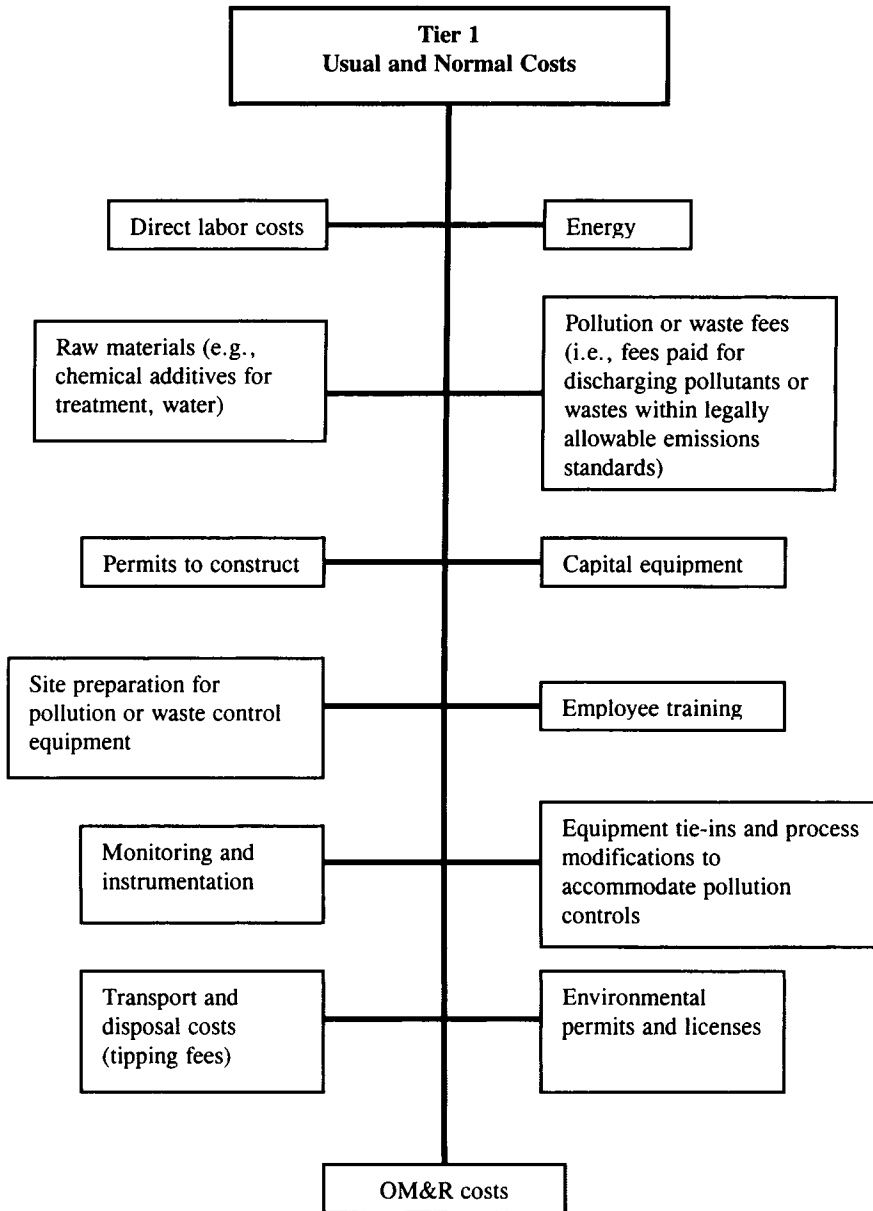 Tier 1
Usual and Normal Costs
Direct labor costs
Energy
Raw materials (e.g.,
chemical additives for
treatment, water)
Pollution or waste fees
(i.e., fees paid for
discharging pollutants or
wastes within legally
allowable emissions
standards)
Permits to construct
Capital equipment
Site preparation for
pollution or waste control
equipment
Employee training
Monitoring and
instrumentation
Equipment tie-ins and process
modifications to
accommodate pollution
controls
Transport and
disposal costs
(tipping fees)
Environmental
permits and licenses
OM&R costs